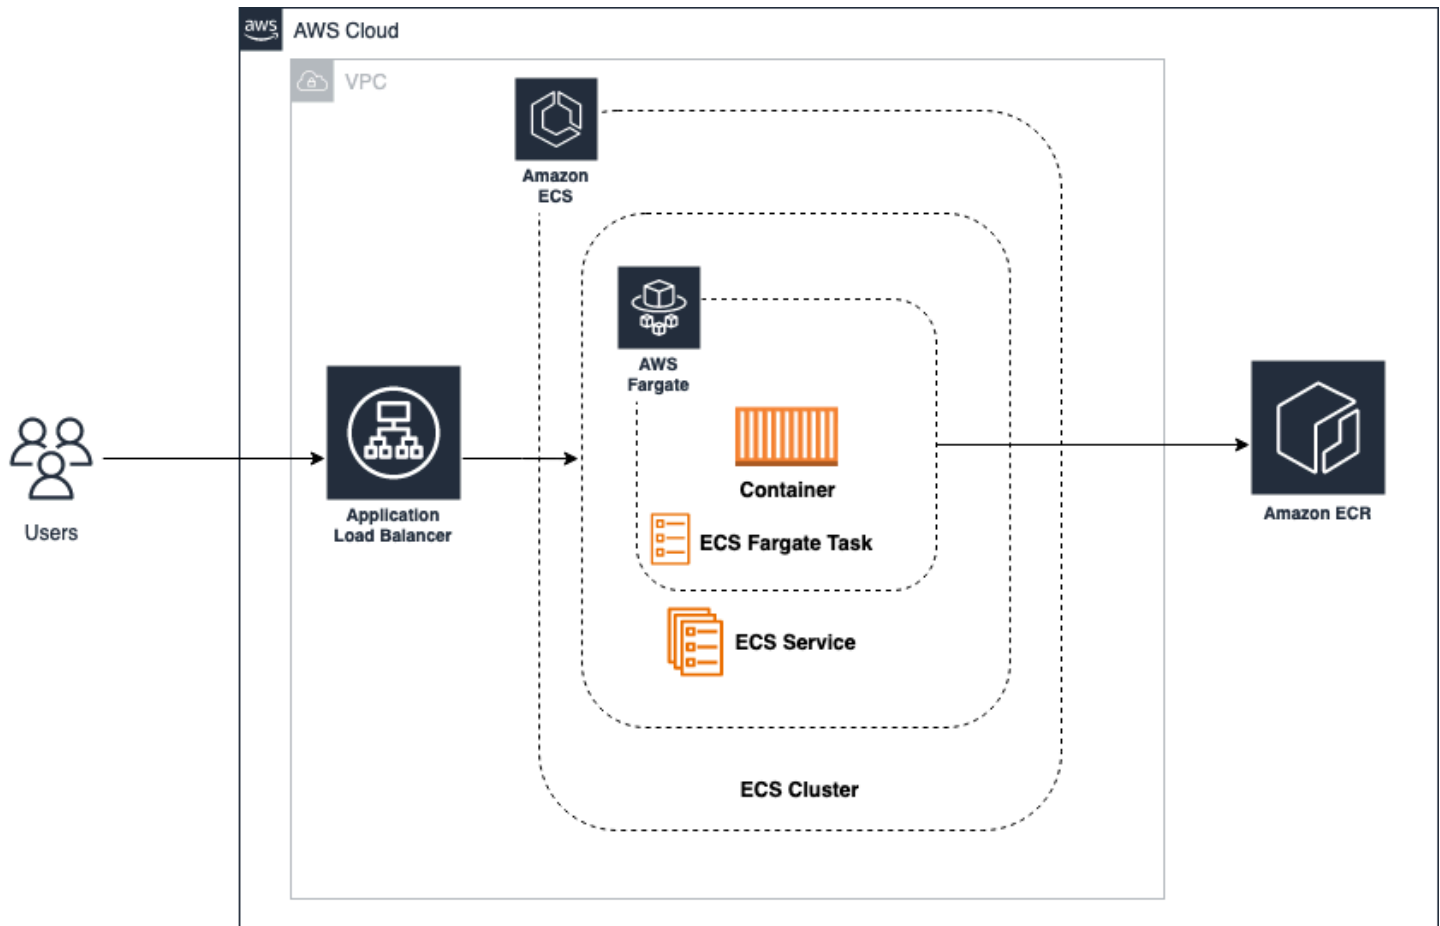 aws
AWS Cloud
VPC
Amazon
ECS
AWS
Fargate
Container
ECS Fargate Task
ECS Service
ECS Cluster
Users
Application
Load Balancer
Amazon ECR